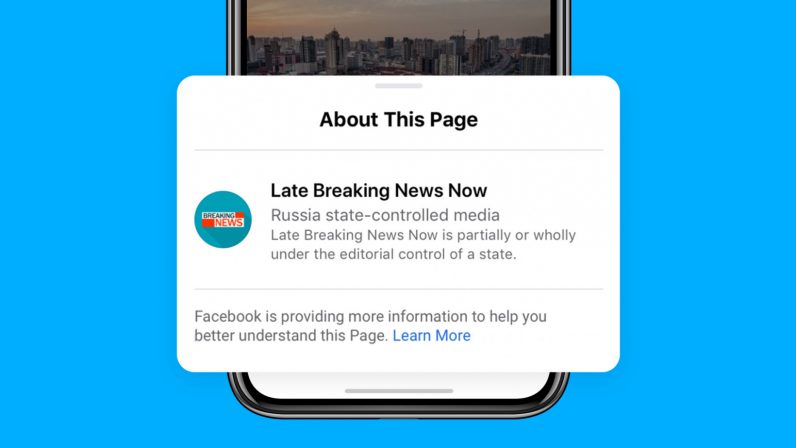 About This Page
BREAKING
NEWS
Late Breaking News Now
Russia state-controlled media
Late Breaking News Now is partially or wholly
under the editorial control of a state.
Facebook is providing more information to help you
better understand this Page. Learn More